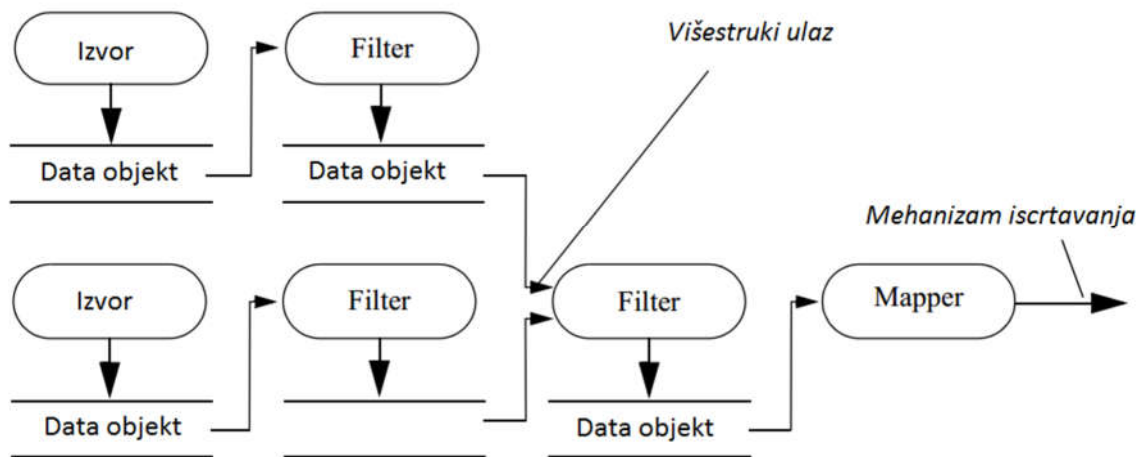 Izvor
Filter
Višestruki ulaz
Data objekt
Data objekt
Mehanizam iscrtavanja
Izvor
Filter
Filter
Mapper
Data objekt
Data objekt